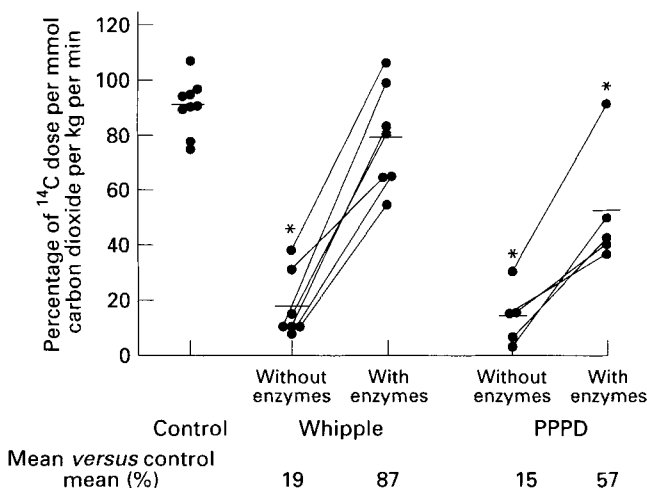 Percentage of ¹⁴C dose per mmol
carbon dioxide per kg per min
120
100
80
60
40
20
0
*
*
*
Without
enzymes
With
enzymes
Without
enzymes
With
enzymes
Control
Whipple
PPPD
Mean versus control
mean (%)
19
87
15
57